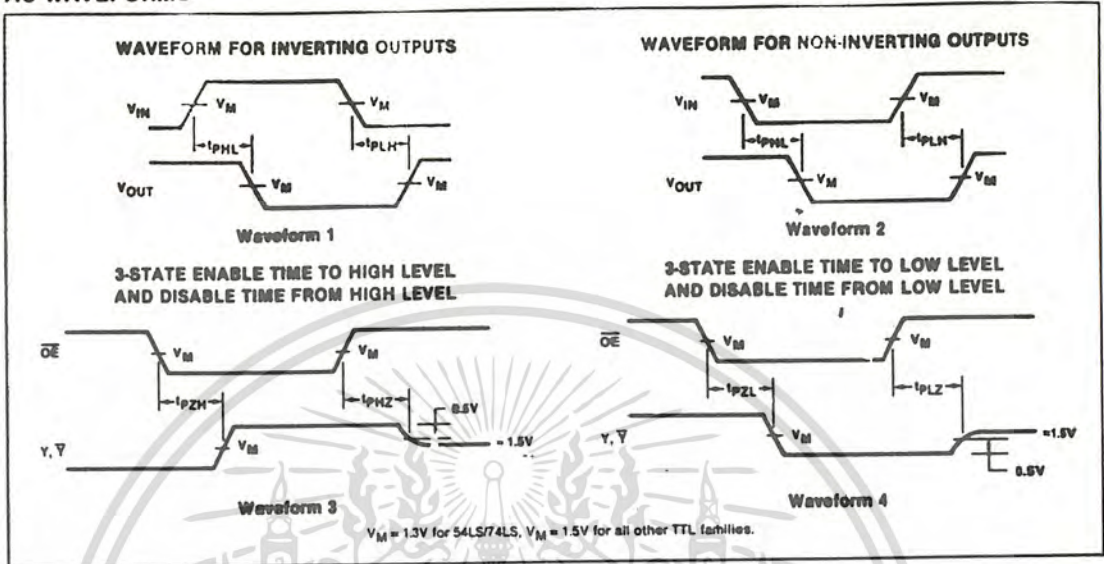 WAVEFORM FOR INVERTING OUTPUTS
VIN
VM
VM
tPHL
tPLH
VOUT
VM
VM
Waveform 1
WAVEFORM FOR NON-INVERTING OUTPUTS
VIN
VM
VM
tPHL
tPLH
VOUT
VM
VM
Waveform 2
3-STATE ENABLE TIME TO HIGH LEVEL
AND DISABLE TIME FROM HIGH LEVEL
OE
VM
VM
tPZH
tPHZ
0.5V
Y, Y
VM
≈1.5V
Waveform 3
3-STATE ENABLE TIME TO LOW LEVEL
AND DISABLE TIME FROM LOW LEVEL
OE
VM
VM
tPZL
tPLZ
Y, Y
VM
≈1.5V
0.5V
Waveform 4
VM = 1.3V for 54LS/74LS, VM = 1.5V for all other TTL families.